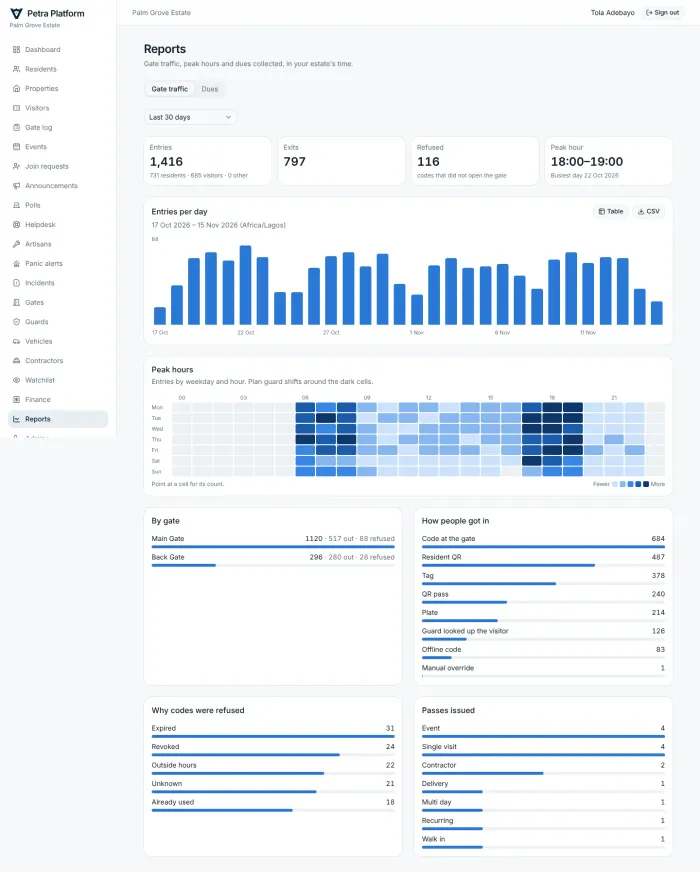 Petra Platform
Palm Grove Estate
Palm Grove Estate
Tola Adebayo
Sign out
Dashboard
Residents
Properties
Visitors
Gate log
Events
Join requests
Announcements
Polls
Helpdesk
Artisans
Panic alerts
Incidents
Gates
Guards
Vehicles
Contractors
Watchlist
Finance
Reports
Reports
Gate traffic, peak hours and dues collected, in your estate's time.
Gate traffic
Dues
Last 30 days
Entries
1,416
731 residents · 685 visitors · 0 other
Exits
797
Refused
116
codes that did not open the gate
Peak hour
18:00–19:00
Busiest day 22 Oct 2026
Entries per day
Table
CSV
17 Oct 2026 – 15 Nov 2026 (Africa/Lagos)
88
17 Oct 22 Oct 27 Oct 1 Nov 6 Nov 11 Nov
Peak hours
Entries by weekday and hour. Plan guard shifts around the dark cells.
00 03 06 09 12 15 18 21
Mon
Tue
Wed
Thu
Fri
Sat
Sun
Point at a cell for its count.
Fewer More
By gate
Main Gate 1120 · 517 out · 88 refused
Back Gate 296 · 280 out · 28 refused
How people got in
Code at the gate 684
Resident QR 487
Tag 378
QR pass 240
Plate 214
Guard looked up the visitor 126
Offline code 83
Manual override 1
Why codes were refused
Expired 31
Revoked 24
Outside hours 22
Unknown 21
Already used 18
Passes issued
Event 4
Single visit 4
Contractor 2
Delivery 1
Multi day 1
Recurring 1
Walk in 1